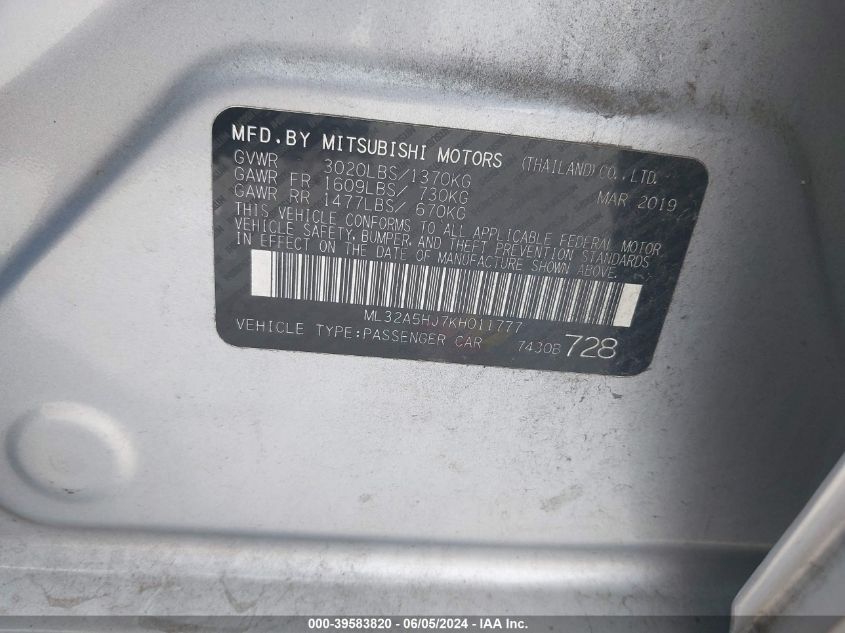 MFD.BY MITSUBISHI MOTORS (THAILAND) CO., LTD.
GVWR 3020LBS/1370KG
GAWR FR 1609LBS/ 730KG MAR 2019
GAWR RR 1477LBS/ 670KG
THIS VEHICLE CONFORMS TO ALL APPLICABLE FEDERAL MOTOR
VEHICLE SAFETY, BUMPER, AND THEFT PREVENTION STANDARDS
IN EFFECT ON THE DATE OF MANUFACTURE SHOWN ABOVE.
ML32A5HJ7KH011777
VEHICLE TYPE:PASSENGER CAR 7430B 728
000-39583820 - 06/05/2024 - IAA Inc.